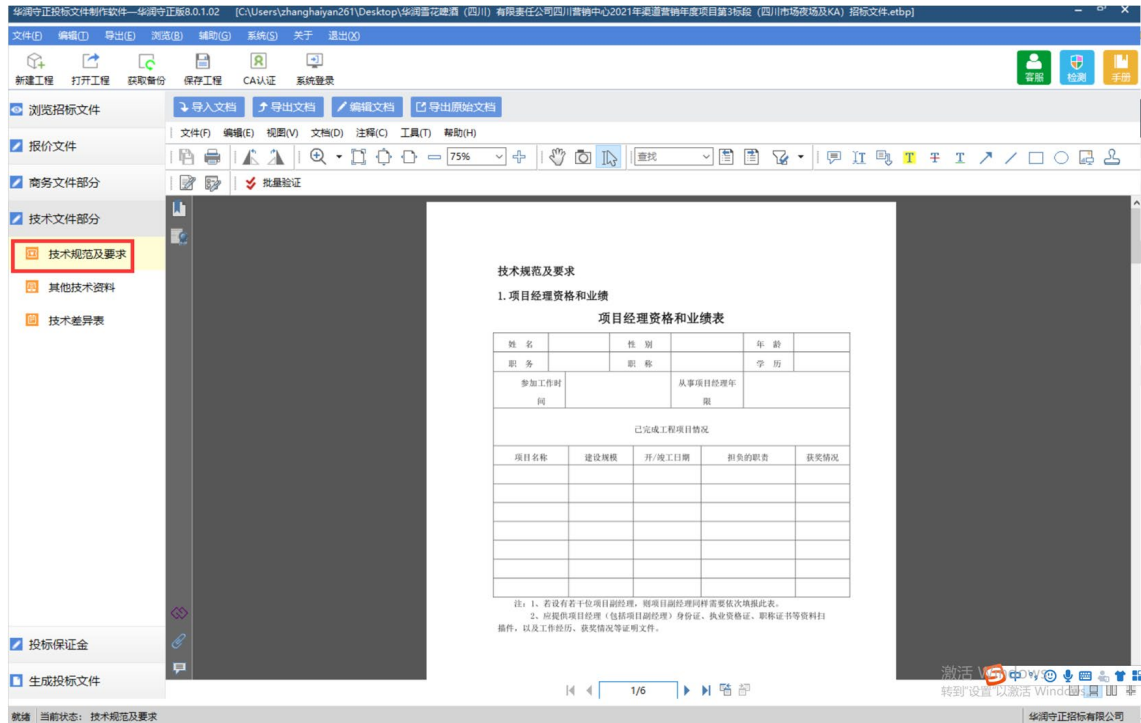 华润守正投标文件制作软件—华润守正版8.0.1.02 [C:\Users\zhanghaiyan261\Desktop\华润雪花啤酒（四川）有限责任公司四川营销中心2021年渠道营销年度项目第3标段（四川市场夜场及KA）招标文件.etbp]
文件(F) 编辑(T) 导出(E) 浏览(B) 辅助(G) 系统(S) 关于 退出(X)
新建工程 打开工程 获取备份 保存工程 CA认证 系统登录 客服 检测 手册
浏览招标文件
报价文件
商务文件部分
技术文件部分
技术规范及要求
其他技术资料
技术差异表
投标保证金
生成投标文件
导入文档 导出文档 编辑文档 导出原始文档
文件(F) 编辑(E) 视图(V) 文档(D) 注释(C) 工具(T) 帮助(H)
75% 查找
批量验证
技术规范及要求
1.项目经理资格和业绩
项目经理资格和业绩表
姓 名 性 别 年 龄
职 务 职 称 学 历
参加工作时间 从事项目经理年限
已完成工程项目情况
项目名称 建设规模 开/竣工日期 担负的职责 获奖情况
注：1、若设有若干位项目副经理，则项目副经理同样需要依次填报此表。
2、应提供项目经理（包括项目副经理）身份证、执业资格证、职称证书等资料扫
描件，以及工作经历、获奖情况等证明文件。
1/6
激活 Windows
转到"设置"以激活 Windows
中
就绪 当前状态：技术规范及要求 华润守正招标有限公司